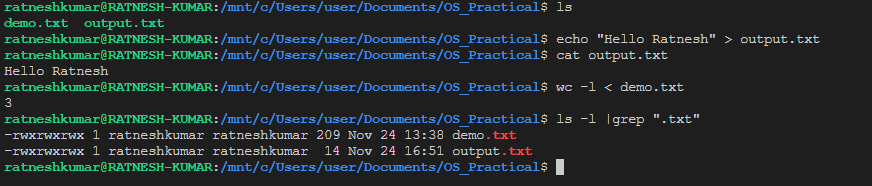 ratneshkumar@RATNESH-KUMAR:/mnt/c/Users/user/Documents/OS_Practical$ ls
demo.txt  output.txt
ratneshkumar@RATNESH-KUMAR:/mnt/c/Users/user/Documents/OS_Practical$ echo "Hello Ratnesh" > output.txt
ratneshkumar@RATNESH-KUMAR:/mnt/c/Users/user/Documents/OS_Practical$ cat output.txt
Hello Ratnesh
ratneshkumar@RATNESH-KUMAR:/mnt/c/Users/user/Documents/OS_Practical$ wc -l < demo.txt
3
ratneshkumar@RATNESH-KUMAR:/mnt/c/Users/user/Documents/OS_Practical$ ls -l |grep ".txt"
-rwxrwxrwx 1 ratneshkumar ratneshkumar 209 Nov 24 13:38 demo.txt
-rwxrwxrwx 1 ratneshkumar ratneshkumar  14 Nov 24 16:51 output.txt
ratneshkumar@RATNESH-KUMAR:/mnt/c/Users/user/Documents/OS_Practical$